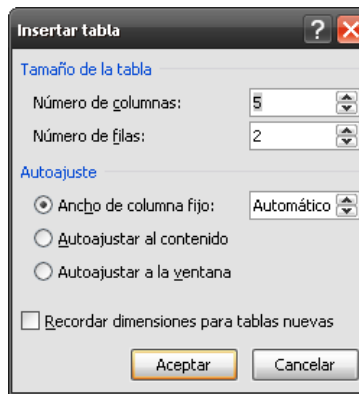 Insertar tabla
Tamaño de la tabla
Número de columnas: 5
Número de filas: 2
Autoajuste
Ancho de columna fijo: Automático
Autoajustar al contenido
Autoajustar a la ventana
Recordar dimensiones para tablas nuevas
Aceptar Cancelar